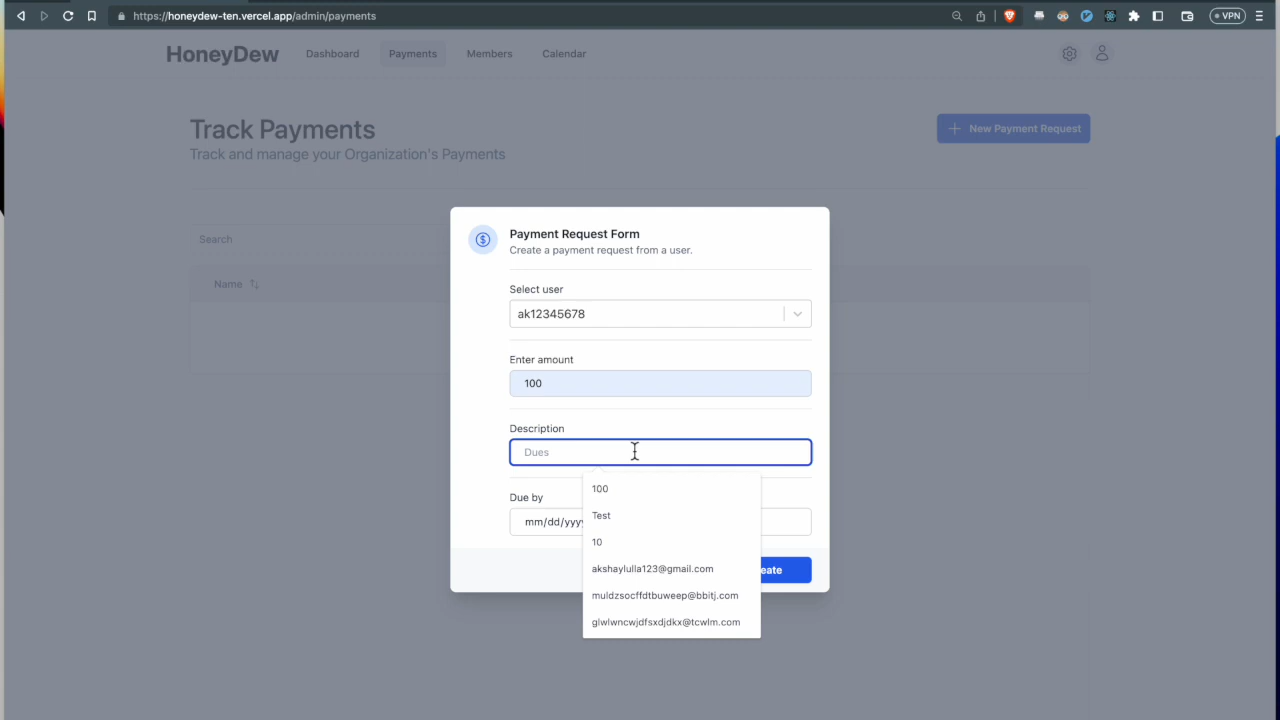 https://honeydew-ten.vercel.app/admin/payments
VPN
HoneyDew
Dashboard
Payments
Members
Calendar
Track Payments
New Payment Request
Track and manage your Organization's Payments
Search
Name
Payment Request Form
Create a payment request from a user.
Select user
ak12345678
Enter amount
100
Description
Dues
100
Due by
Test
mm/dd/yyyy
10
akshaylulla123@gmail.com
eate
muldzsocffdtbuweep@bbitj.com
glwlwncwjdfsxdjdkx@tcwlm.com